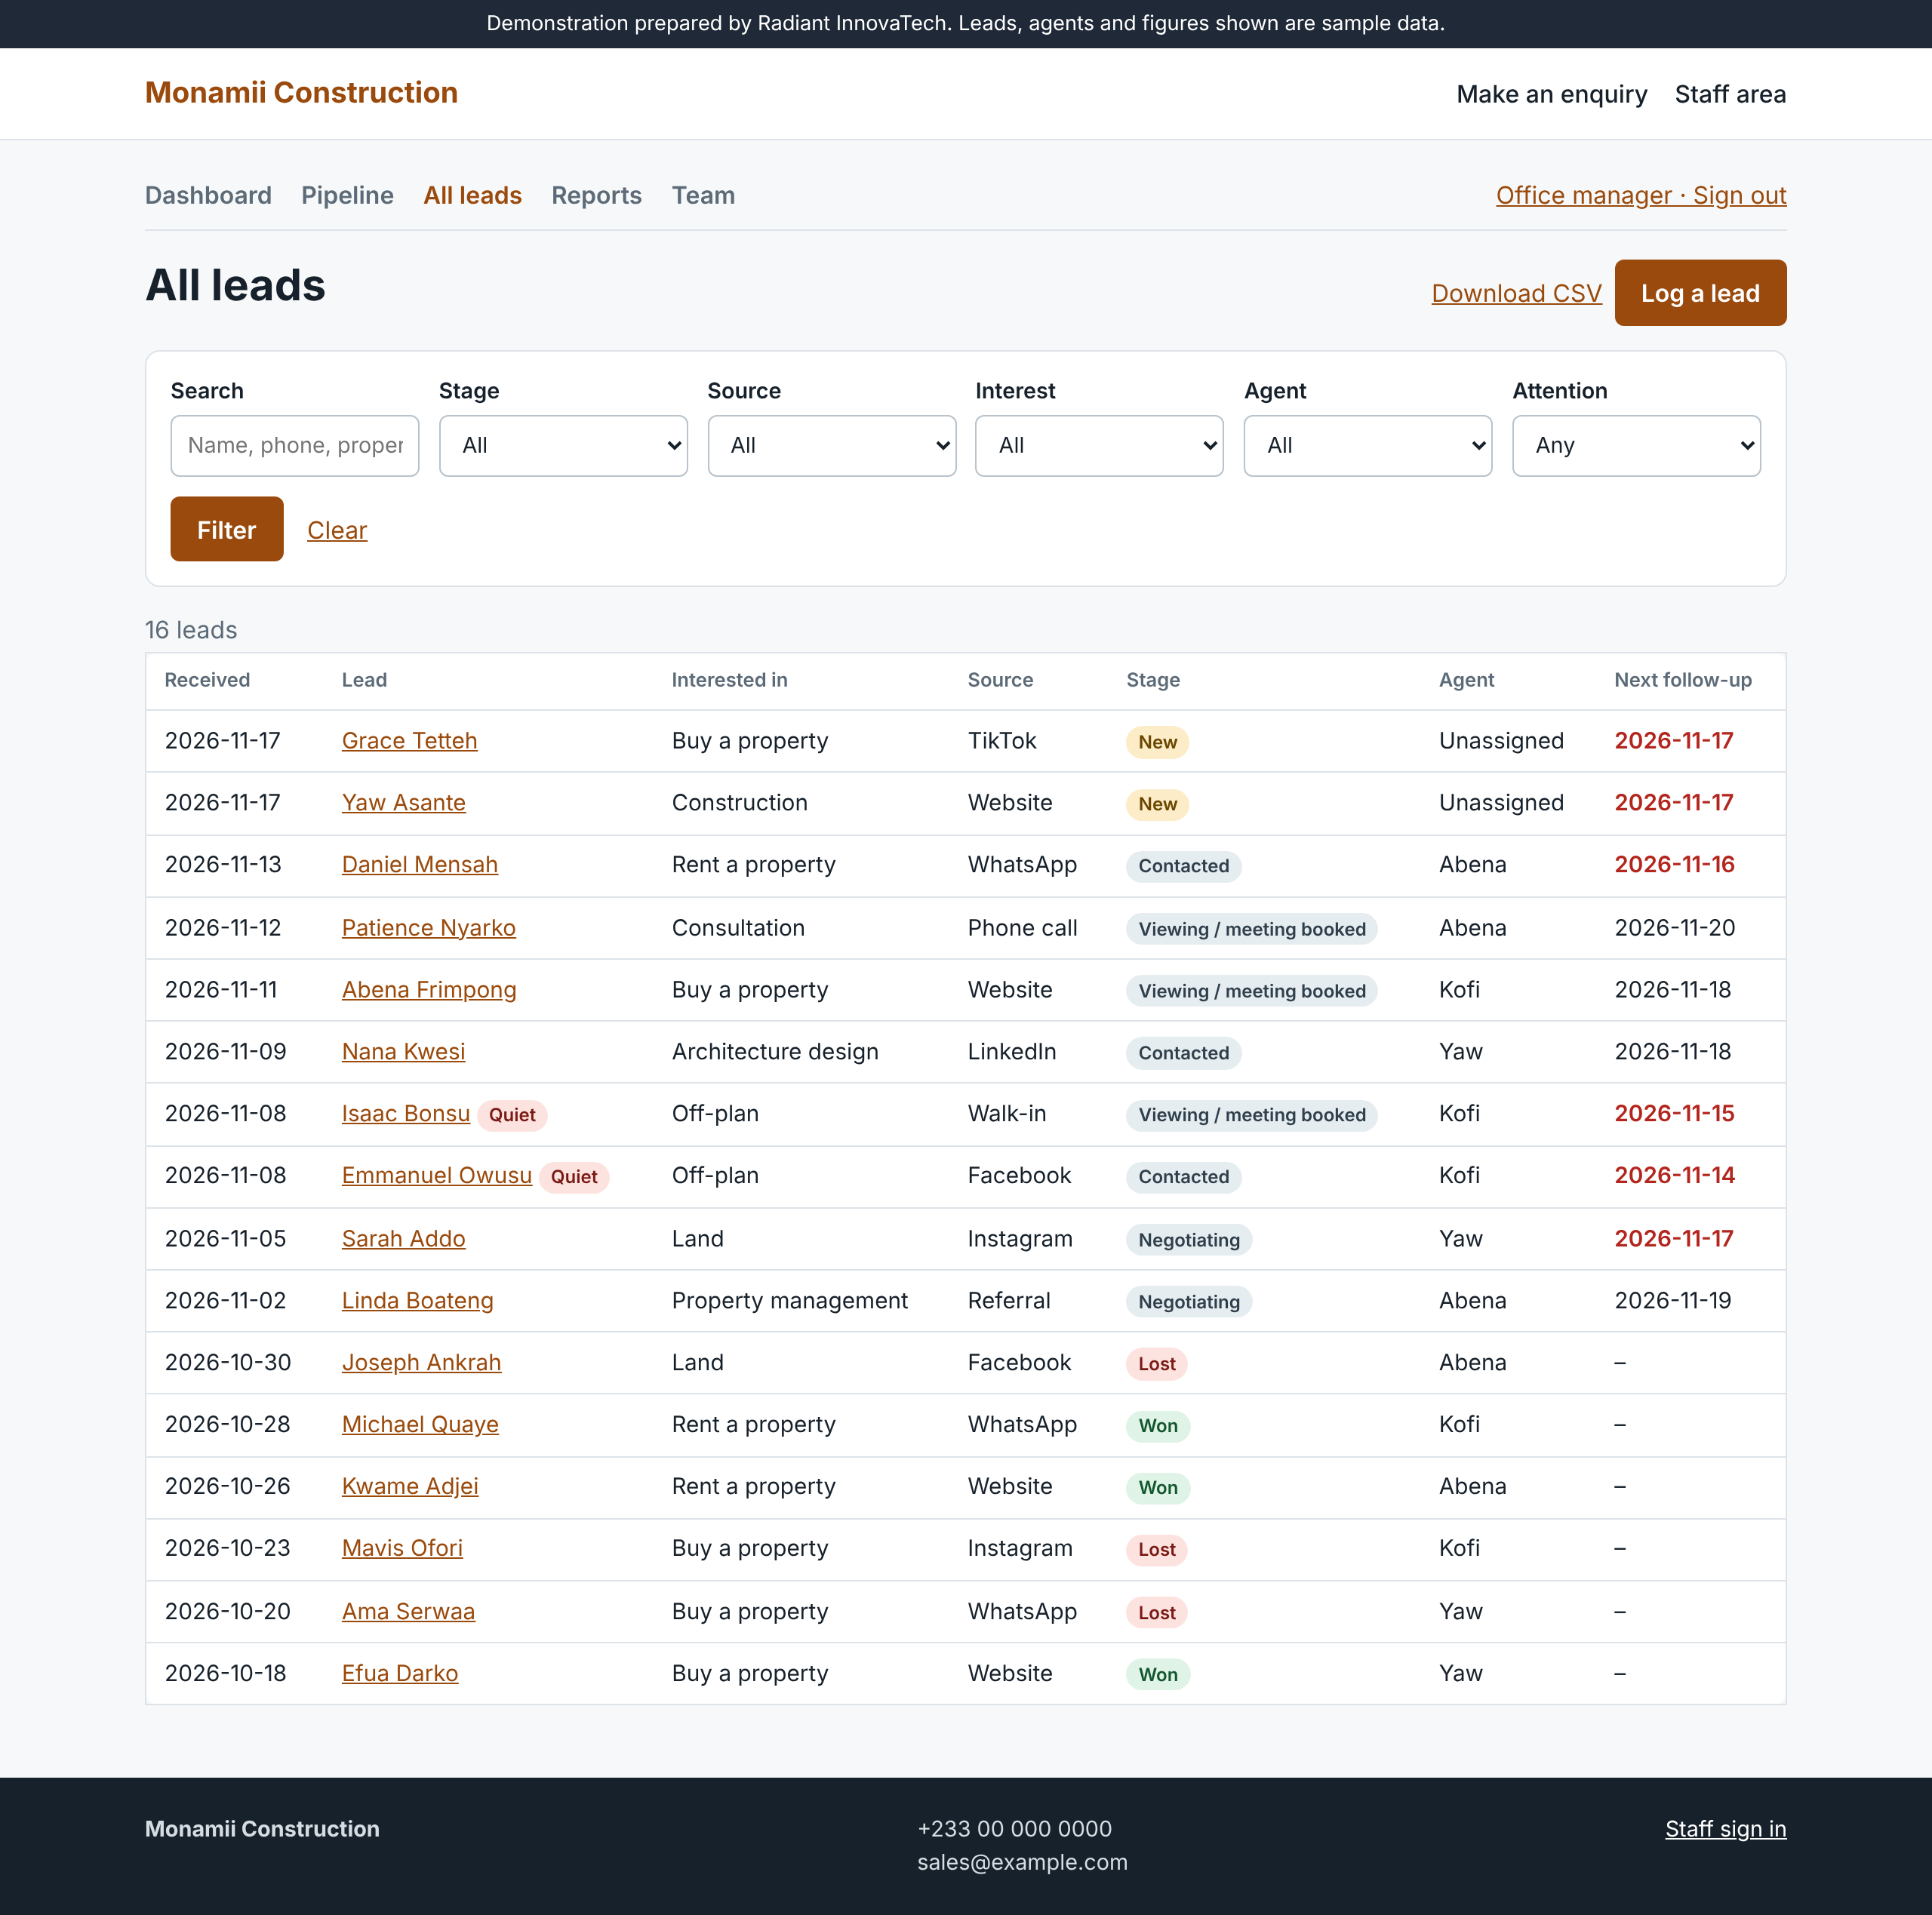 Demonstration prepared by Radiant InnovaTech. Leads, agents and figures shown are sample data.
Monamii Construction
Make an enquiry Staff area
Dashboard Pipeline All leads Reports Team
Office manager · Sign out
All leads
Download CSV Log a lead
Search Stage Source Interest Agent Attention
Name, phone, proper All All All All Any
Filter Clear
16 leads
Received Lead Interested in Source Stage Agent Next follow-up
2026-11-17 Grace Tetteh Buy a property TikTok New Unassigned 2026-11-17
2026-11-17 Yaw Asante Construction Website New Unassigned 2026-11-17
2026-11-13 Daniel Mensah Rent a property WhatsApp Contacted Abena 2026-11-16
2026-11-12 Patience Nyarko Consultation Phone call Viewing / meeting booked Abena 2026-11-20
2026-11-11 Abena Frimpong Buy a property Website Viewing / meeting booked Kofi 2026-11-18
2026-11-09 Nana Kwesi Architecture design LinkedIn Contacted Yaw 2026-11-18
2026-11-08 Isaac Bonsu Quiet Off-plan Walk-in Viewing / meeting booked Kofi 2026-11-15
2026-11-08 Emmanuel Owusu Quiet Off-plan Facebook Contacted Kofi 2026-11-14
2026-11-05 Sarah Addo Land Instagram Negotiating Yaw 2026-11-17
2026-11-02 Linda Boateng Property management Referral Negotiating Abena 2026-11-19
2026-10-30 Joseph Ankrah Land Facebook Lost Abena –
2026-10-28 Michael Quaye Rent a property WhatsApp Won Kofi –
2026-10-26 Kwame Adjei Rent a property Website Won Abena –
2026-10-23 Mavis Ofori Buy a property Instagram Lost Kofi –
2026-10-20 Ama Serwaa Buy a property WhatsApp Lost Yaw –
2026-10-18 Efua Darko Buy a property Website Won Yaw –
Monamii Construction
+233 00 000 0000
sales@example.com
Staff sign in